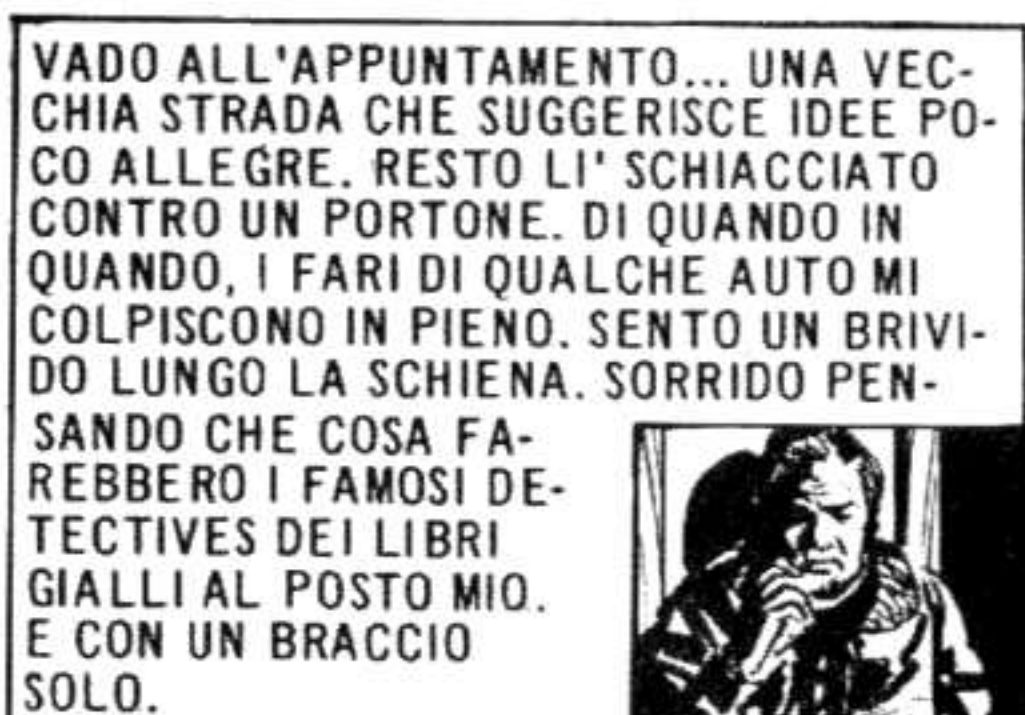 VADO ALL'APPUNTAMENTO... UNA VEC-
CHIA STRADA CHE SUGGERISCE IDEE PO-
CO ALLEGRE. RESTO LI' SCHIACCIATO
CONTRO UN PORTONE. DI QUANDO IN
QUANDO, I FARI DI QUALCHE AUTO MI
COLPISCONO IN PIENO. SENTO UN BRIVI-
DO LUNGO LA SCHIENA. SORRIDO PEN-
SANDO CHE COSA FA-
REBBERO I FAMOSI DE-
TECTIVES DEI LIBRI
GIALLI AL POSTO MIO.
E CON UN BRACCIO
SOLO.